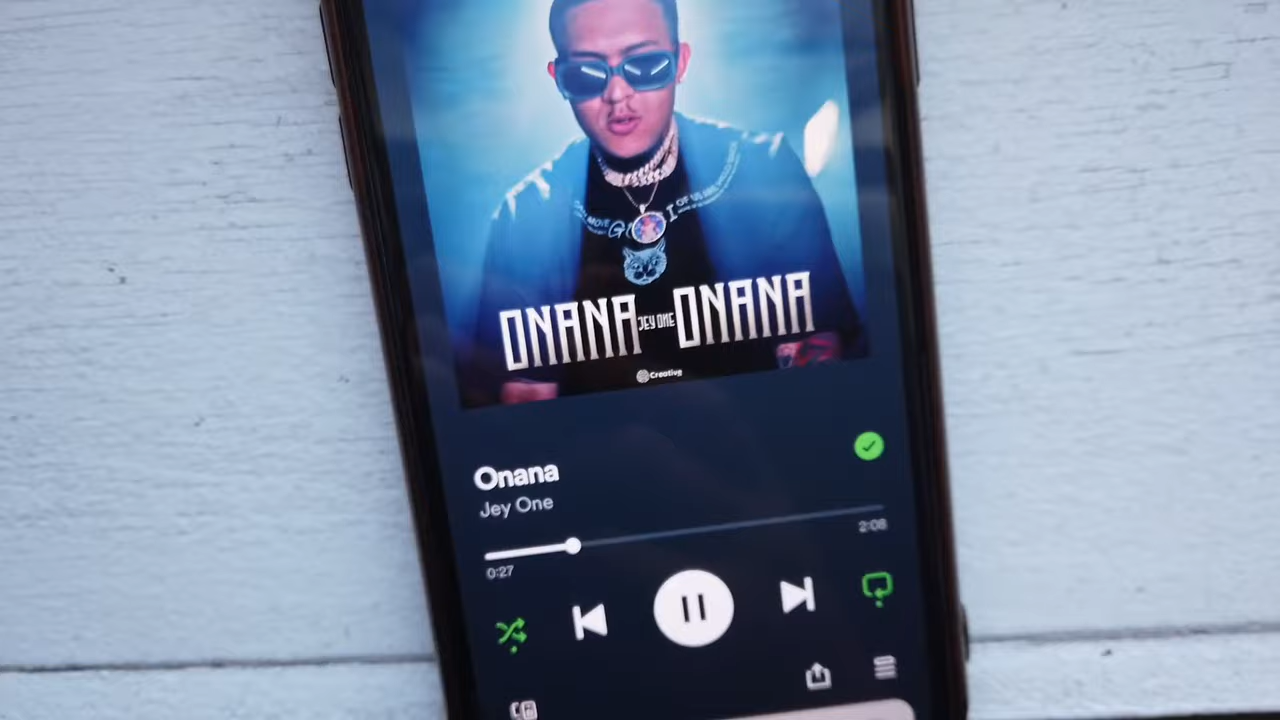 ONANA JEY ONE ONANA
Creative
Onana
Jey One
0:27
2:08